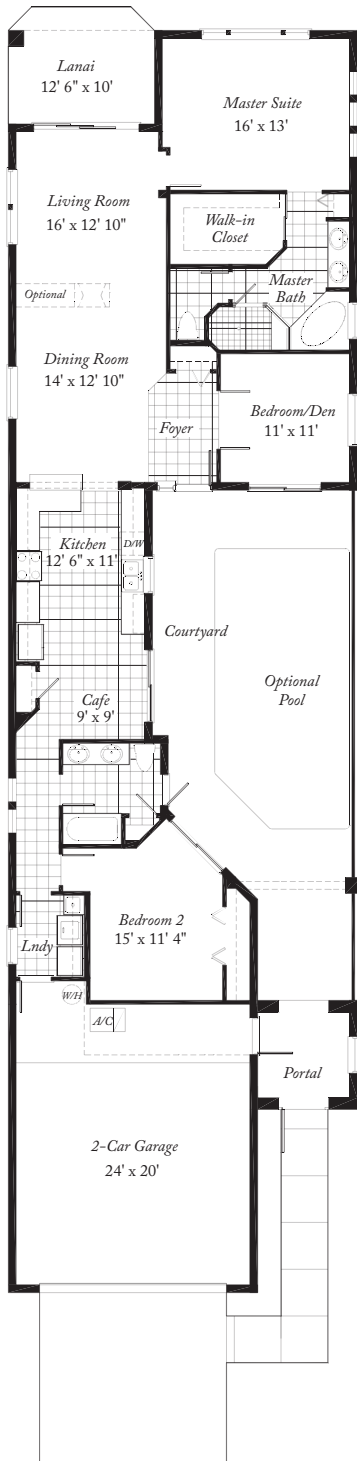 Lanai
12' 6" x 10'
Master Suite
16' x 13'
Living Room
16' x 12' 10"
Walk-in
Closet
Optional
Master
Bath
Dining Room
14' x 12' 10"
Bedroom/Den
11' x 11'
Foyer
Kitchen
D/W
12' 6" x 11'
Courtyard
Optional
Pool
Cafe
9' x 9'
Bedroom 2
15' x 11' 4"
Lndy
W/H
A/C
Portal
2-Car Garage
24' x 20'